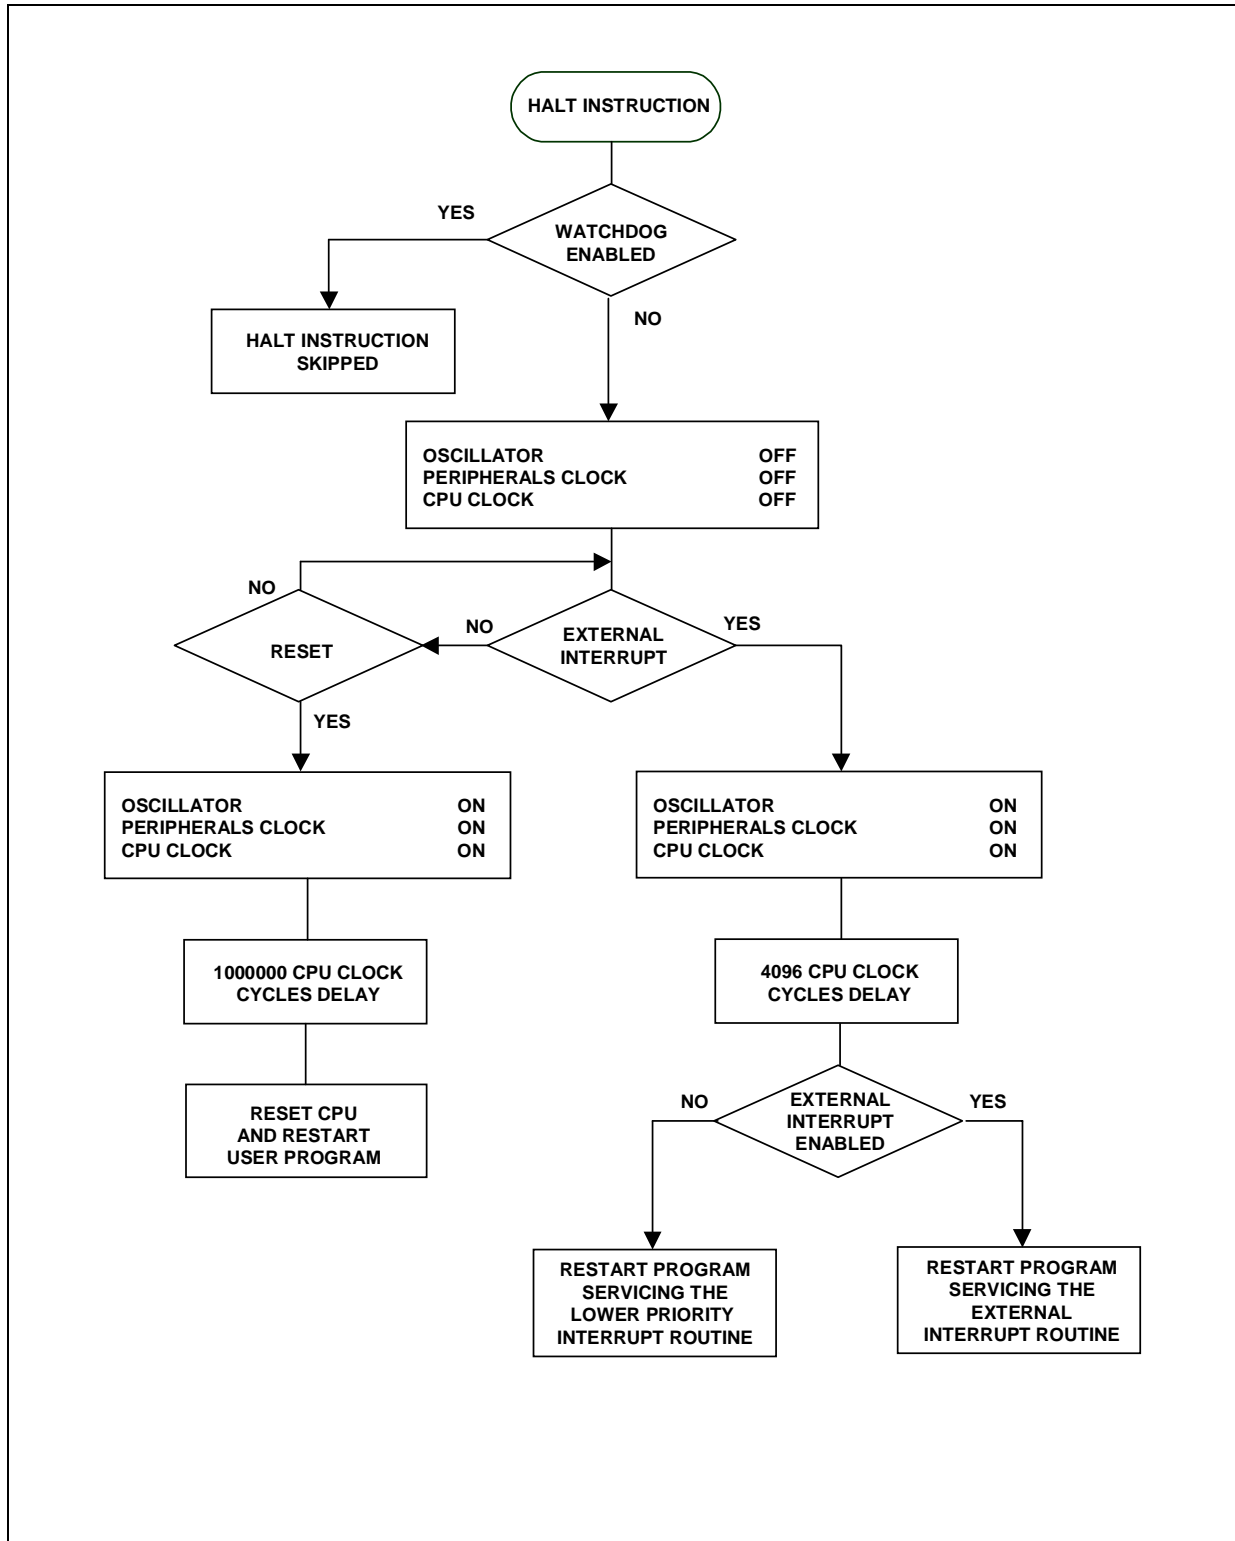 HALT INSTRUCTION
YES
WATCHDOG
ENABLED
NO
HALT INSTRUCTION
SKIPPED
OSCILLATOR OFF
PERIPHERALS CLOCK OFF
CPU CLOCK OFF
NO
RESET
NO
EXTERNAL
INTERRUPT
YES
YES
OSCILLATOR ON
PERIPHERALS CLOCK ON
CPU CLOCK ON
OSCILLATOR ON
PERIPHERALS CLOCK ON
CPU CLOCK ON
1000000 CPU CLOCK
CYCLES DELAY
4096 CPU CLOCK
CYCLES DELAY
RESET CPU
AND RESTART
USER PROGRAM
NO
EXTERNAL
INTERRUPT
ENABLED
YES
RESTART PROGRAM
SERVICING THE
LOWER PRIORITY
INTERRUPT ROUTINE
RESTART PROGRAM
SERVICING THE
EXTERNAL
INTERRUPT ROUTINE